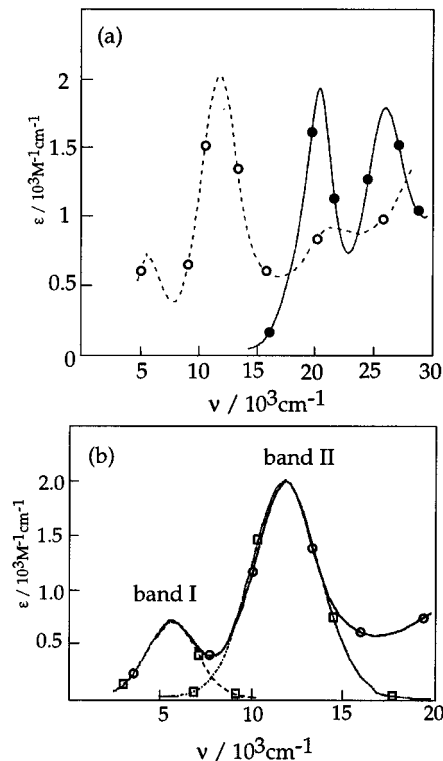 (a)
2
1.5
1
0.5
0
ε / 10³M⁻¹cm⁻¹
5 10 15 20 25 30
ν / 10³cm⁻¹
(b)
band II
band I
2.0
1.5
1.0
0.5
ε / 10³M⁻¹cm⁻¹
5 10 15 20
ν / 10³cm⁻¹